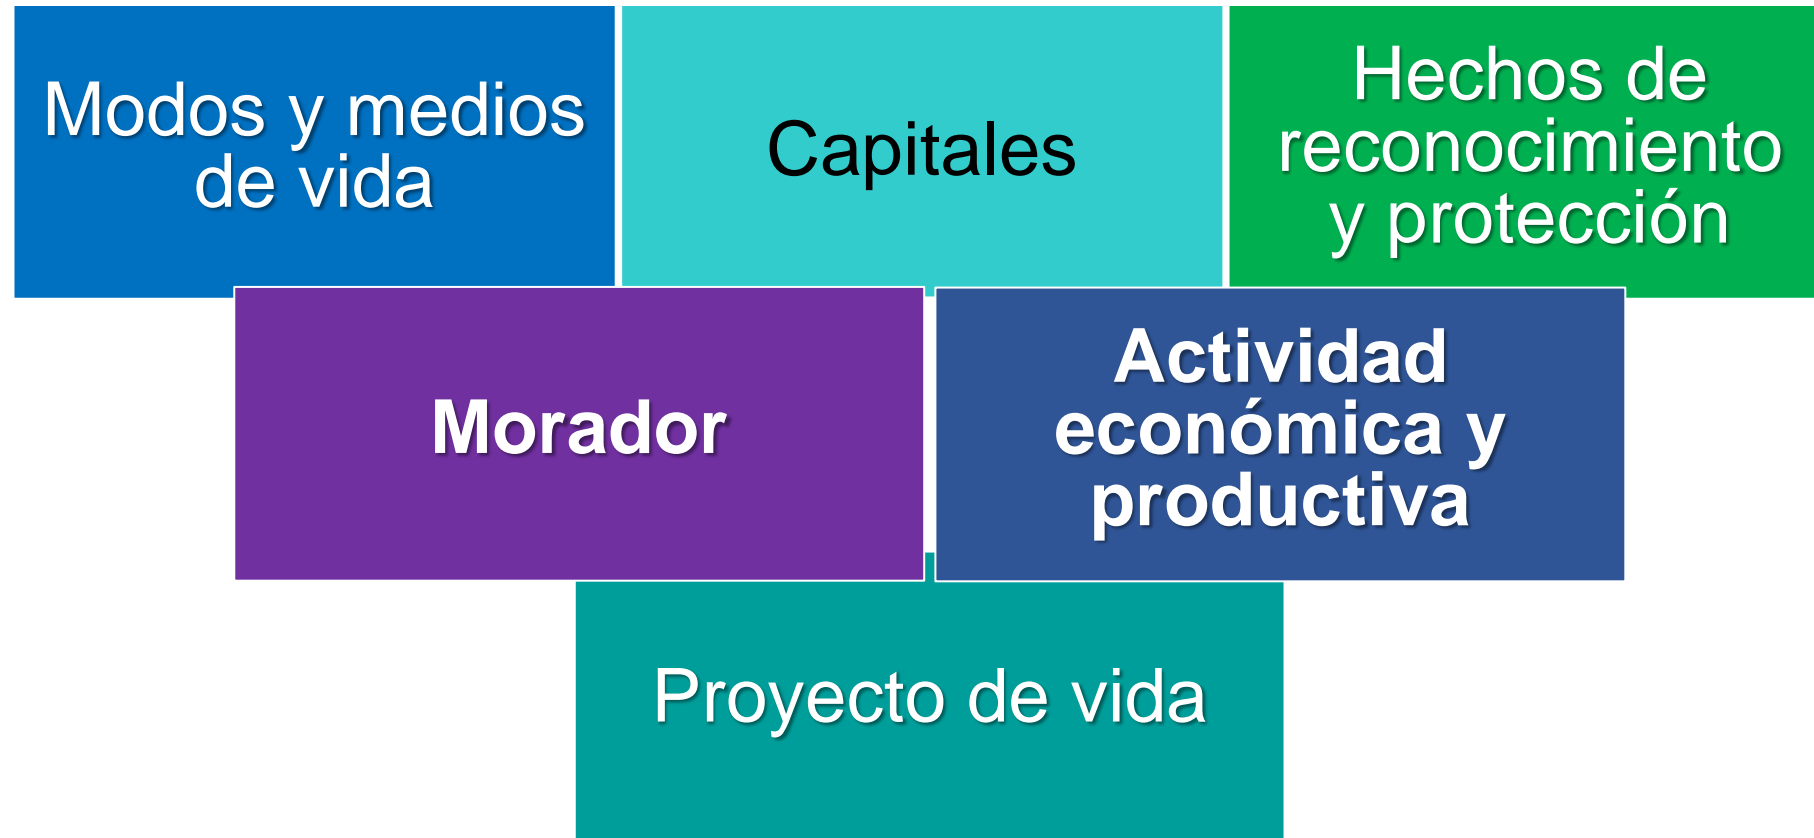 Modos y medios
de vida
Capitales
Hechos de
reconocimiento
y protección
Morador
Actividad
económica y
productiva
Proyecto de vida